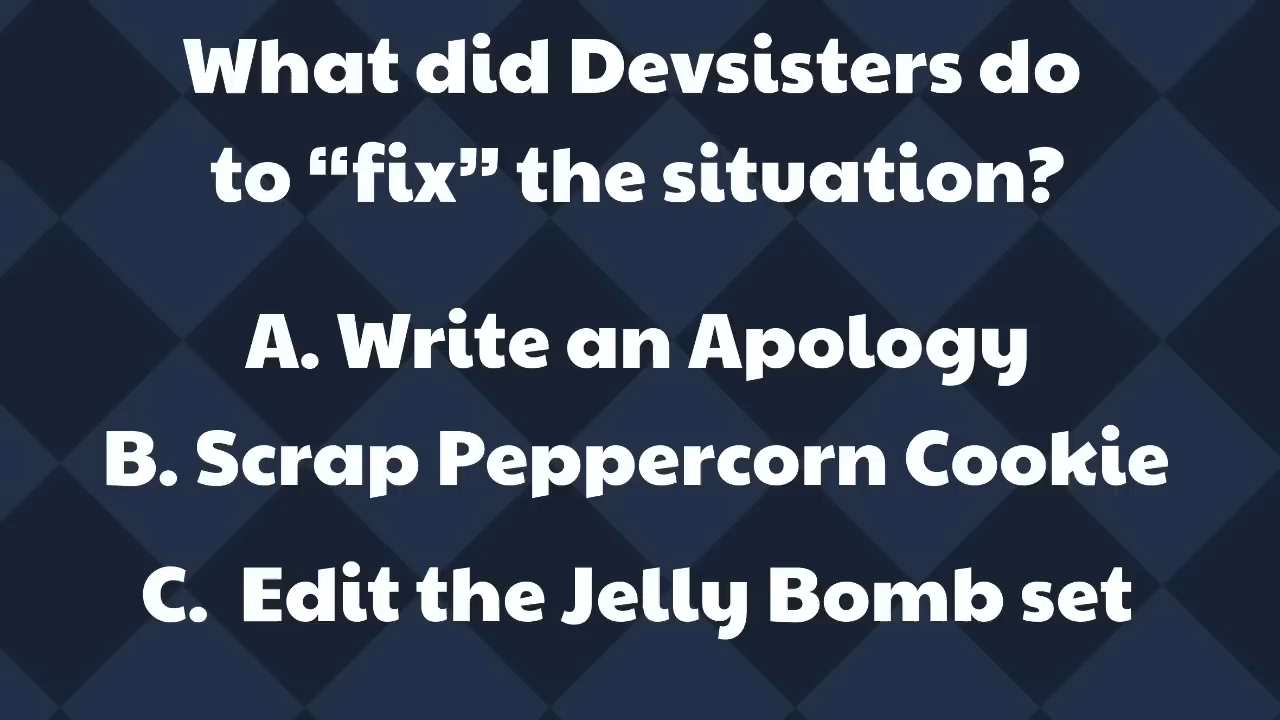 What did Devsisters do
to “fix” the situation?
A. Write an Apology
B. Scrap Peppercorn Cookie
C. Edit the Jelly Bomb set